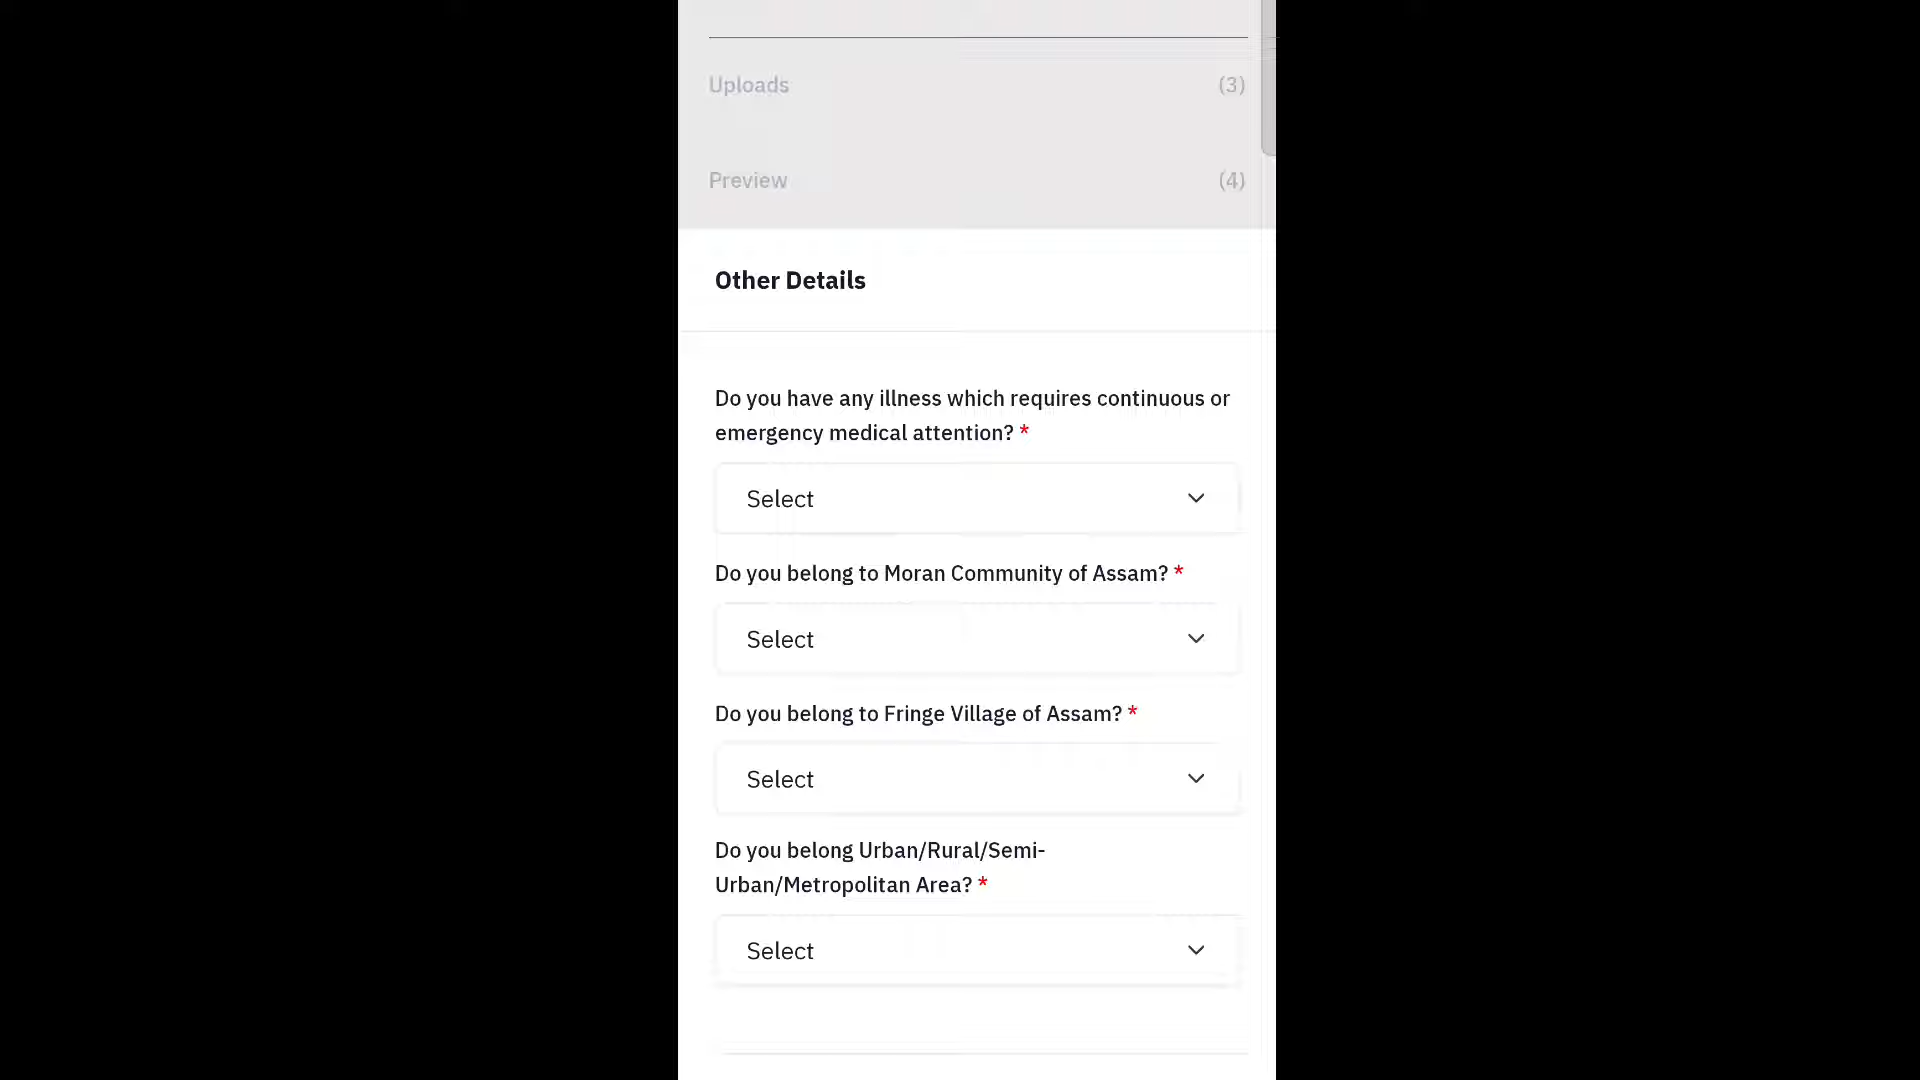 Uploads (3)
Preview (4)
Other Details
Do you have any illness which requires continuous or
emergency medical attention? *
Select
Do you belong to Moran Community of Assam? *
Select
Do you belong to Fringe Village of Assam? *
Select
Do you belong Urban/Rural/Semi-
Urban/Metropolitan Area? *
Select